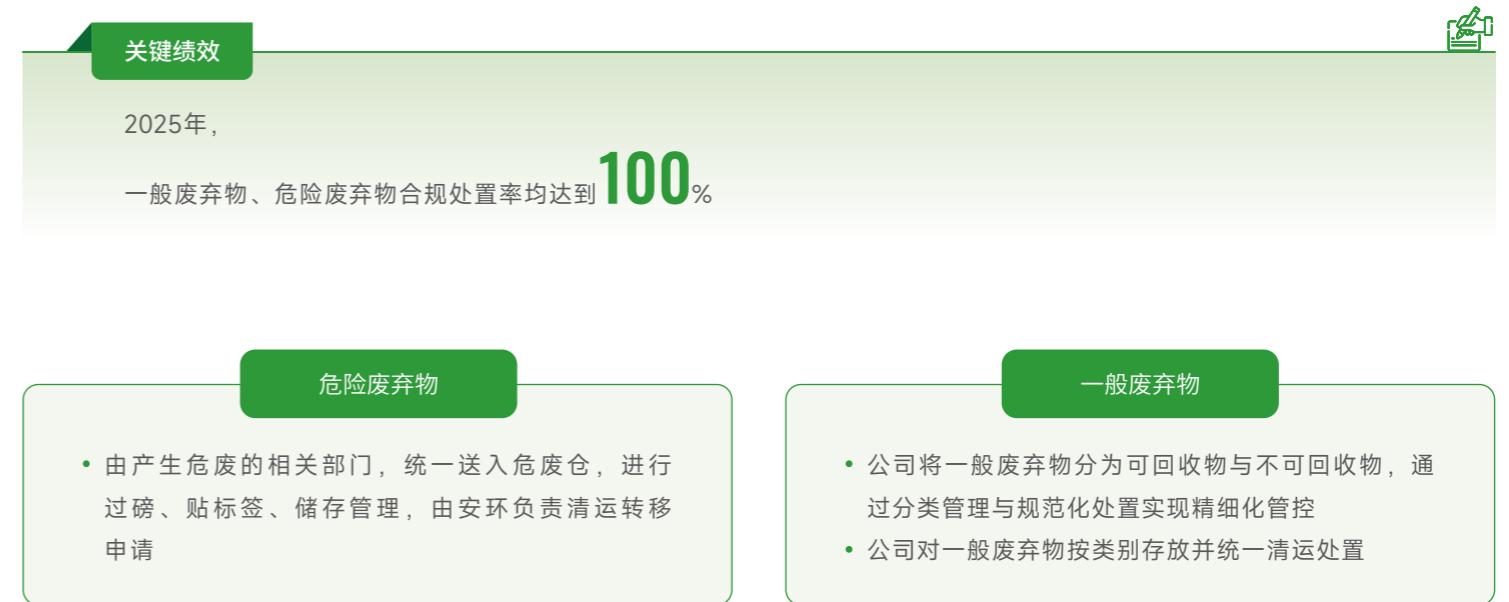 关键绩效
2025年，
一般废弃物、危险废弃物合规处置率均达到100%
危险废弃物
• 由产生危废的相关部门，统一送入危废仓，进行
过磅、贴标签、储存管理，由安环负责清运转移
申请
一般废弃物
• 公司将一般废弃物分为可回收物与不可回收物，通
过分类管理与规范化处置实现精细化管控
• 公司对一般废弃物按类别存放并统一清运处置